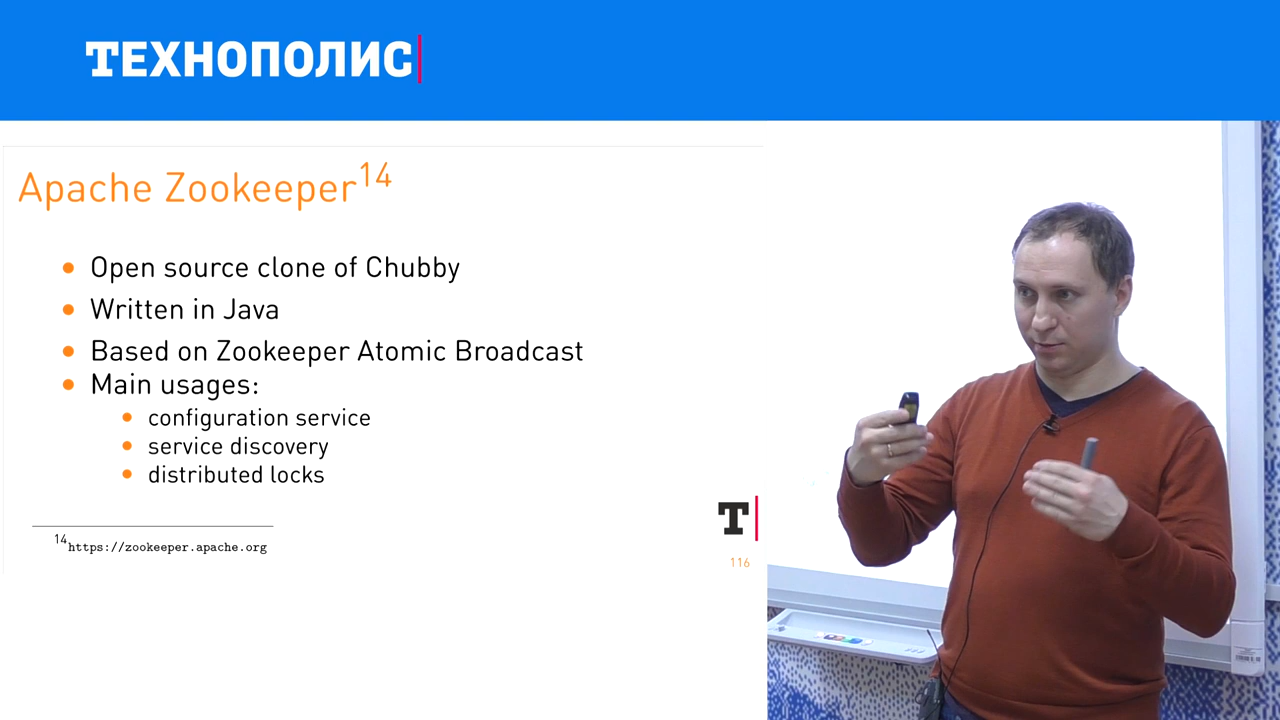 ТЕХНОПОЛИС
Apache Zookeeper14
Open source clone of Chubby
Written in Java
Based on Zookeeper Atomic Broadcast
Main usages:
configuration service
service discovery
distributed locks
14https://zookeeper.apache.org
Т
116